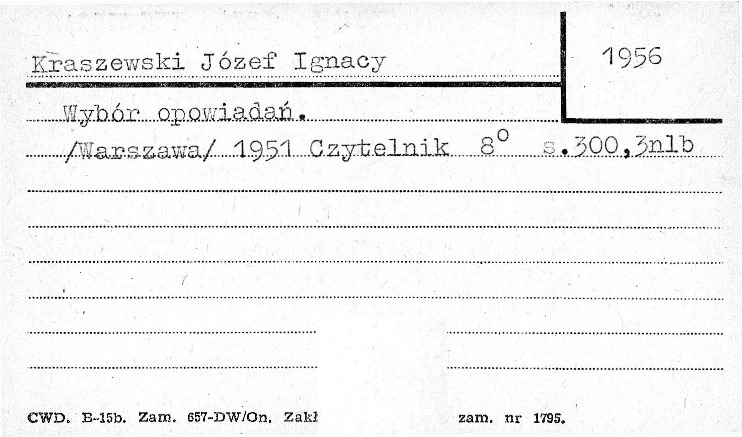 Kraszewski Józef Ignacy
1956
Wybór opowiadań.
/Warszawa/ 1951 Czytelnik 8° s.300,3nlb
CWD. B-15b. Zam. 657-DW/On. Zakł zam. nr 1795.